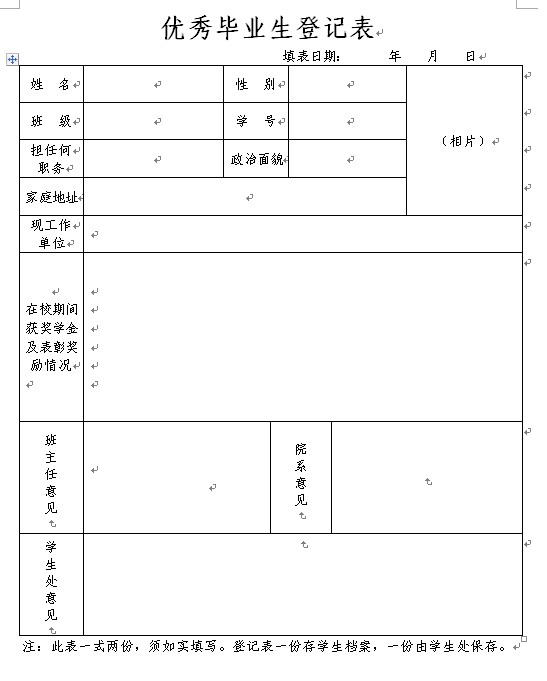 优秀毕业生登记表
填表日期： 年 月 日
姓 名
性 别
班 级
学 号
（相片）
担任何
职务
政治面貌
家庭地址
现工作
单位
在校期间
获奖学金
及表彰奖
励情况
班
主
任
意
见
院
系
意
见
学
生
处
意
见
注：此表一式两份，须如实填写。登记表一份存学生档案，一份由学生处保存。